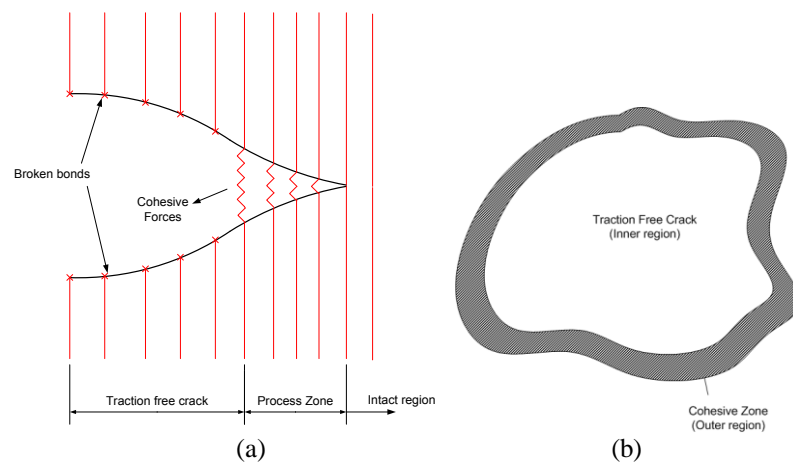 Broken bonds
Cohesive
Forces
Traction free crack
Process Zone
Intact region
(a)
Traction Free Crack
(Inner region)
Cohesive Zone
(Outer region)
(b)